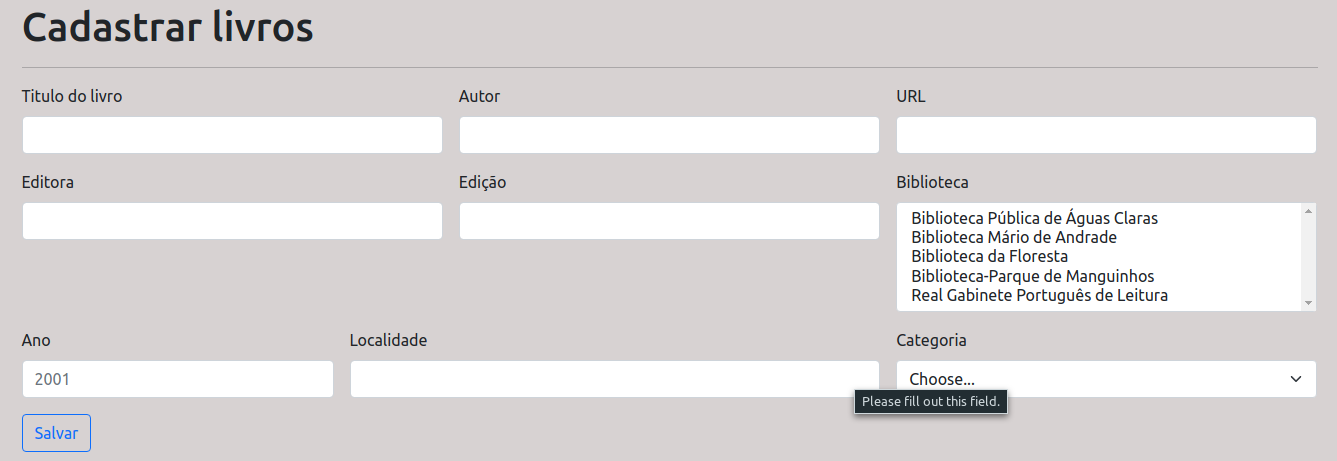 Cadastrar livros
Titulo do livro
Autor
URL
Editora
Edição
Biblioteca
Biblioteca Pública de Águas Claras
Biblioteca Mário de Andrade
Biblioteca da Floresta
Biblioteca-Parque de Manguinhos
Real Gabinete Português de Leitura
Ano
Localidade
Categoria
2001
Choose...
Please fill out this field.
Salvar